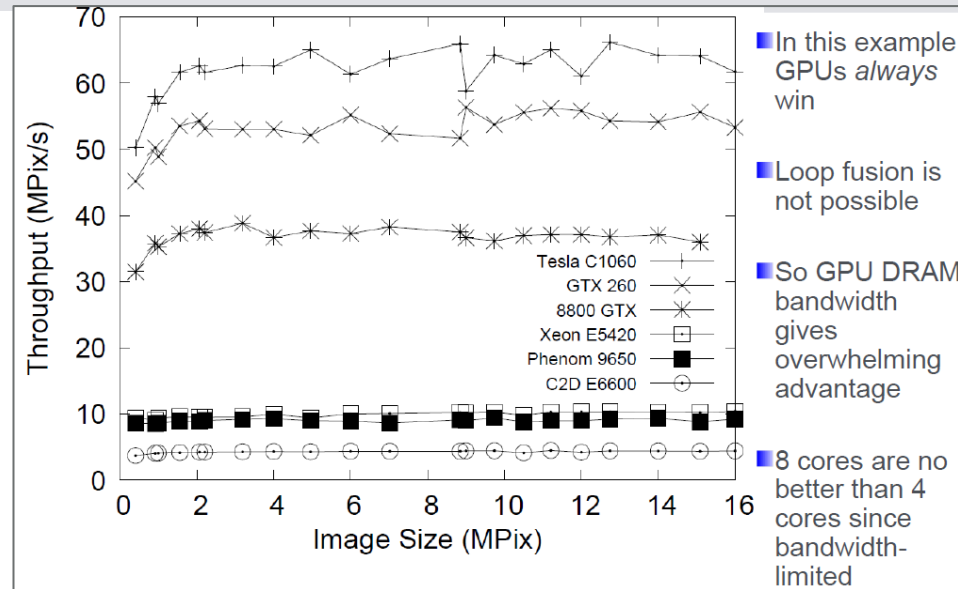 70
60
50
40
30
20
10
0
Throughput (MPix/s)
Tesla C1060
GTX 260
8800 GTX
Xeon E5420
Phenom 9650
C2D E6600
0 2 4 6 8 10 12 14 16
Image Size (MPix)
In this example
GPUs always
win
Loop fusion is
not possible
So GPU DRAM
bandwidth
gives
overwhelming
advantage
8 cores are no
better than 4
cores since
bandwidth-
limited